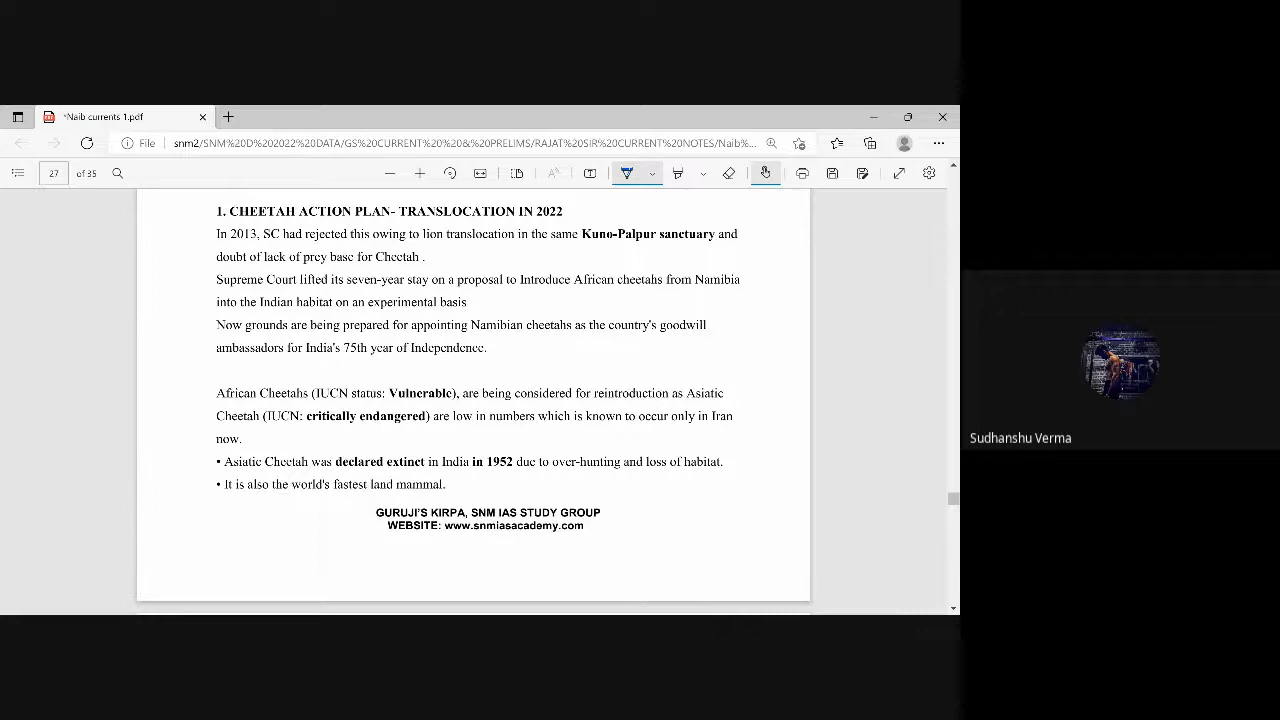 *Naib currents 1.pdf
File snm2/SNM%20D%202022%20DATA/GS%20CURRENT%20%20&%20PRELIMS/RAJAT%20SIR%20CURRENT%20NOTES/Naib%...
27 of 35
1. CHEETAH ACTION PLAN- TRANSLOCATION IN 2022
In 2013, SC had rejected this owing to lion translocation in the same Kuno-Palpur sanctuary and
doubt of lack of prey base for Cheetah .
Supreme Court lifted its seven-year stay on a proposal to Introduce African cheetahs from Namibia
into the Indian habitat on an experimental basis
Now grounds are being prepared for appointing Namibian cheetahs as the country's goodwill
ambassadors for India's 75th year of independence.
African Cheetahs (IUCN status: Vulnerable), are being considered for reintroduction as Asiatic
Cheetah (IUCN: critically endangered) are low in numbers which is known to occur only in Iran
now.
• Asiatic Cheetah was declared extinct in India in 1952 due to over-hunting and loss of habitat.
• It is also the world's fastest land mammal.
GURUJI'S KIRPA, SNM IAS STUDY GROUP
WEBSITE: www.snmiasacademy.com
Sudhanshu Verma